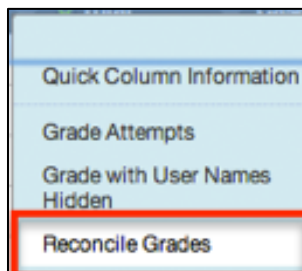 Quick Column Information
Grade Attempts
Grade with User Names
Hidden
Reconcile Grades